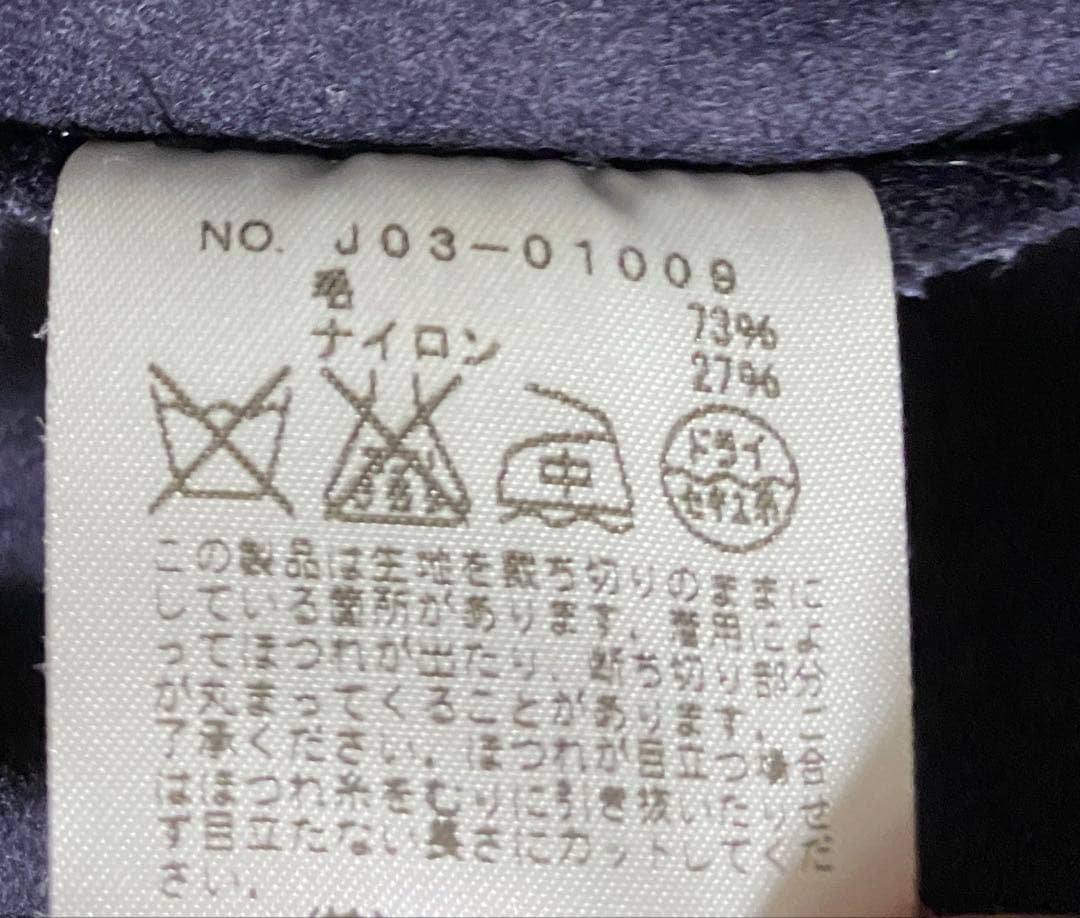 NO. J03-01009
毛 73%
ナイロン 27%
中
ドライ
セキユ系
この製品は生地を裁ち切りのままに
している箇所があります。着用によ
ってほつれが出たり、断ち切り部分
が丸まってくることがあります。ご
了承ください。ほつれが目立つ場合
はほつれた糸をむりに引き抜いたりせ
ず目立たない長さにカットしてくだ
さい。